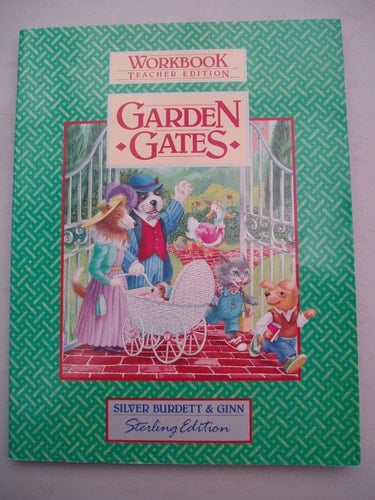 WORKBOOK
TEACHER EDITION
GARDEN
GATES
SILVER BURDETT & GINN
Sterling Edition